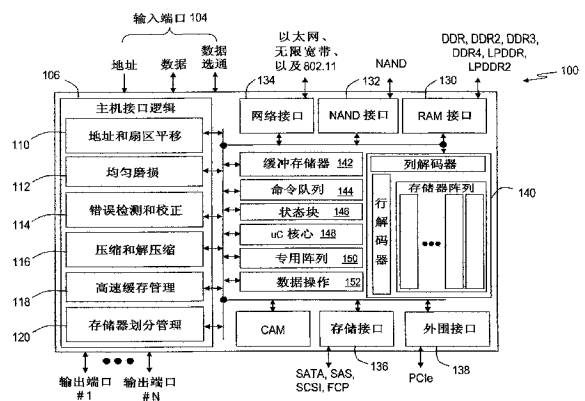 输入端口 104
以太网、
无限宽带、
以及802.11
NAND
DDR, DDR2, DDR3,
DDR4, LPDDR,
LPDDR2
100
地址
数据
数据
选通
106
134
132
130
主机接口逻辑
网络接口
NAND 接口
RAM 接口
110
地址和扇区平移
112
均匀磨损
114
错误检测和校正
116
压缩和解压缩
118
高速缓存管理
120
存储器划分管理
缓冲存储器 142
命令队列 144
状态块 146
uC 核心 148
专用阵列 150
数据操作 152
列解码器
存储器阵列
行解码器
140
CAM
存储接口
外围接口
136
138
输出端口
#1
输出端口
#N
SATA, SAS,
SCSI, FCP
PCIe